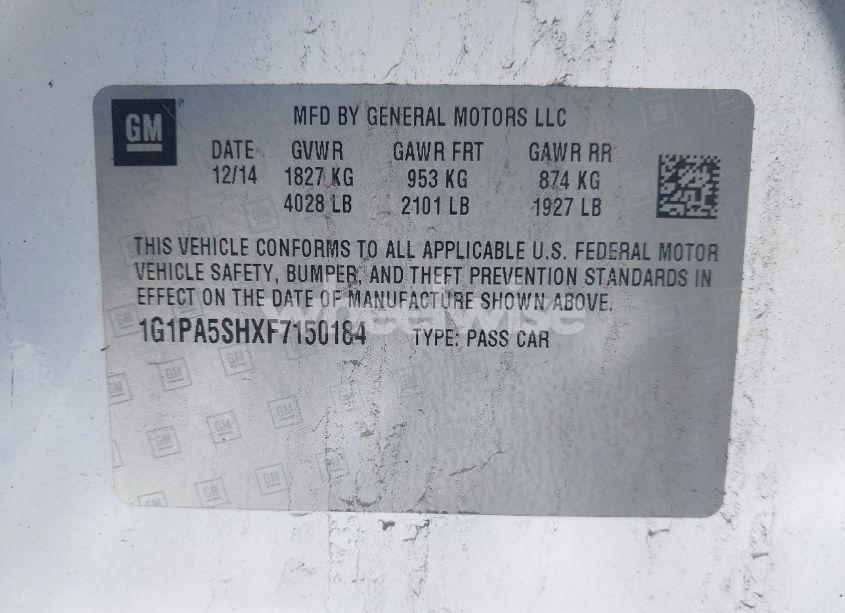 GM
MFD BY GENERAL MOTORS LLC
DATE GVWR GAWR FRT GAWR RR
12/14 1827 KG 953 KG 874 KG
4028 LB 2101 LB 1927 LB
THIS VEHICLE CONFORMS TO ALL APPLICABLE U.S. FEDERAL MOTOR
VEHICLE SAFETY, BUMPER, AND THEFT PREVENTION STANDARDS IN
EFFECT ON THE DATE OF MANUFACTURE SHOWN ABOVE.
wheelwise
1G1PA5SHXF7150184 TYPE: PASS CAR